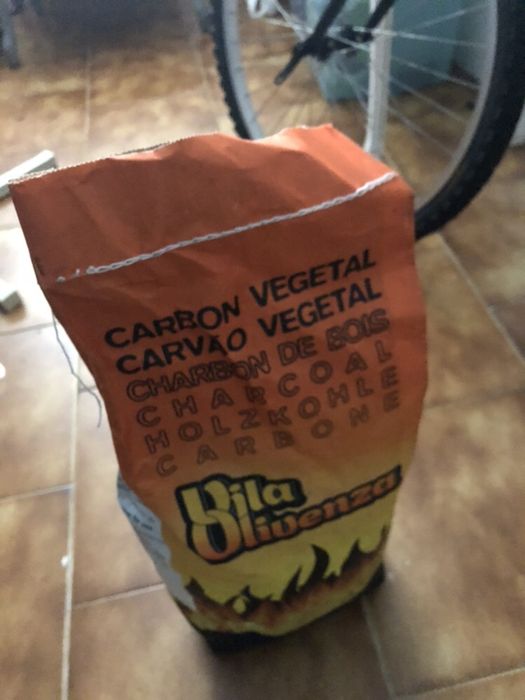 CARBON VEGETAL
CARVÃO VEGETAL
CHARBON DE BOIS
CHARCOAL
HOLZKOHLE
CARBONE
Vila
Olivenza